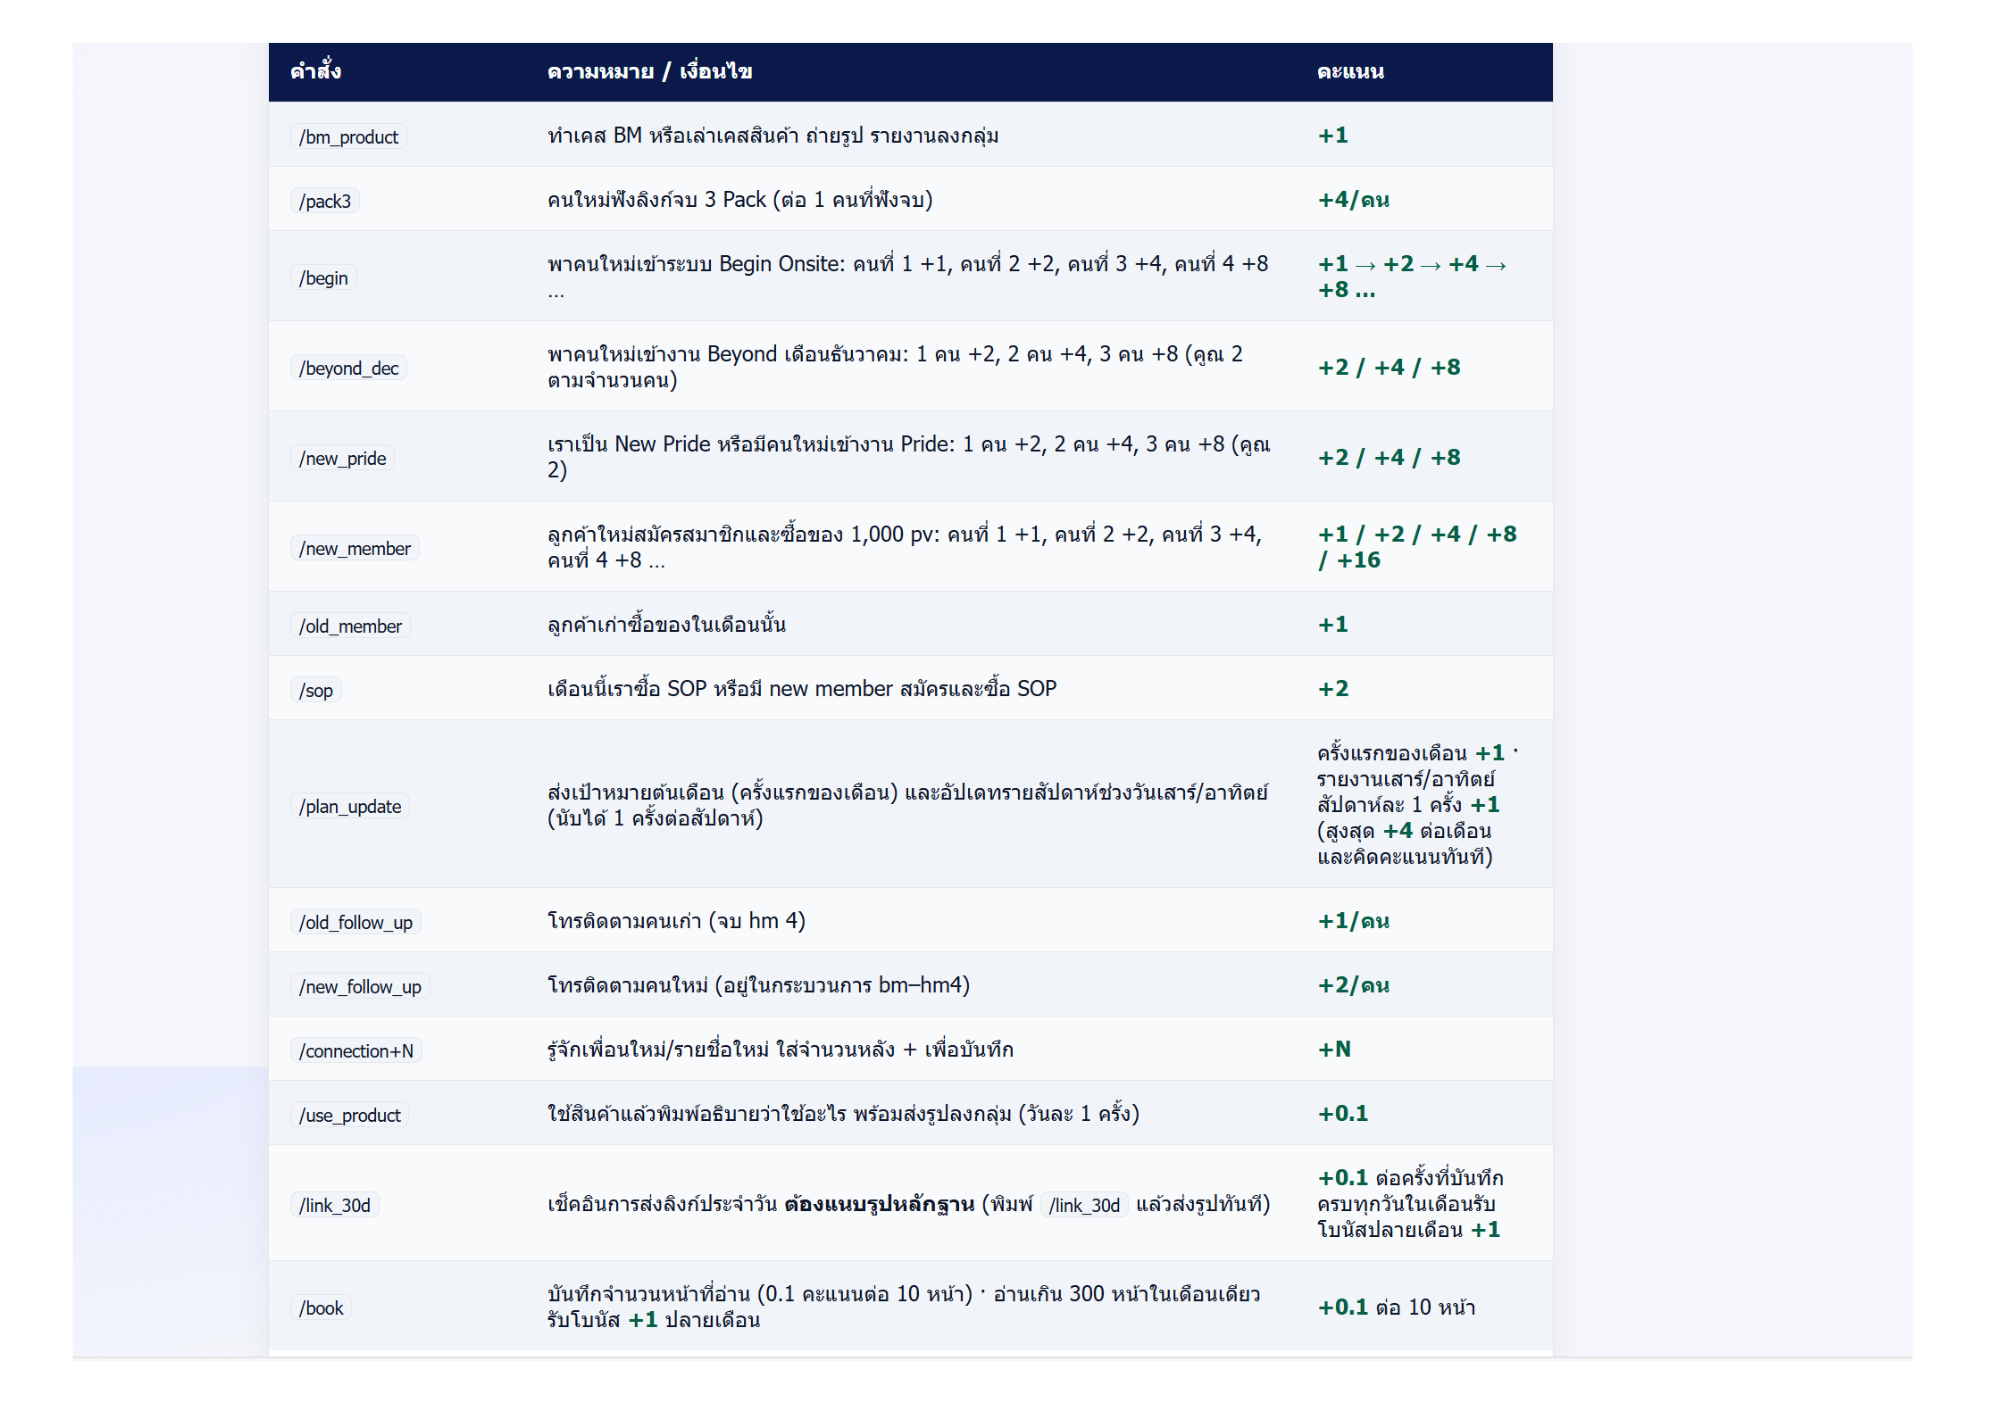 คำสั่ง ความหมาย / เงื่อนไข คะแนน
/bm_product ทำเคส BM หรือเล่าเคสสินค้า ถ่ายรูป รายงานลงกลุ่ม +1
/pack3 คนใหม่ฟังลิงก์จบ 3 Pack (ต่อ 1 คนที่ฟังจบ) +4/คน
/begin พาคนใหม่เข้าระบบ Begin Onsite: คนที่ 1 +1, คนที่ 2 +2, คนที่ 3 +4, คนที่ 4 +8
…
+1 → +2 → +4 →
+8 …
/beyond_dec พาคนใหม่เข้างาน Beyond เดือนธันวาคม: 1 คน +2, 2 คน +4, 3 คน +8 (คูณ 2
ตามจำนวนคน)
+2 / +4 / +8
/new_pride เราเป็น New Pride หรือมีคนใหม่เข้างาน Pride: 1 คน +2, 2 คน +4, 3 คน +8 (คูณ
2)
+2 / +4 / +8
/new_member ลูกค้าใหม่สมัครสมาชิกและซื้อของ 1,000 pv: คนที่ 1 +1, คนที่ 2 +2, คนที่ 3 +4,
คนที่ 4 +8 …
+1 / +2 / +4 / +8
/ +16
/old_member ลูกค้าเก่าซื้อของในเดือนนั้น +1
/sop เดือนนี้เราซื้อ SOP หรือมี new member สมัครและซื้อ SOP +2
/plan_update ส่งเป้าหมายต้นเดือน (ครั้งแรกของเดือน) และอัปเดทรายสัปดาห์ช่วงวันเสาร์/อาทิตย์
(นับได้ 1 ครั้งต่อสัปดาห์)
ครั้งแรกของเดือน +1 ·
รายงานเสาร์/อาทิตย์
สัปดาห์ละ 1 ครั้ง +1
(สูงสุด +4 ต่อเดือน
และคิดคะแนนทันที)
/old_follow_up โทรติดตามคนเก่า (จบ hm 4) +1/คน
/new_follow_up โทรติดตามคนใหม่ (อยู่ในกระบวนการ bm–hm4) +2/คน
/connection+N รู้จักเพื่อนใหม่/รายชื่อใหม่ ใส่จำนวนหลัง + เพื่อบันทึก +N
/use_product ใช้สินค้าแล้วพิมพ์อธิบายว่าใช้อะไร พร้อมส่งรูปลงกลุ่ม (วันละ 1 ครั้ง) +0.1
/link_30d เช็คอินการส่งลิงก์ประจำวัน ต้องแนบรูปหลักฐาน (พิมพ์ /link_30d แล้วส่งรูปทันที)
+0.1 ต่อครั้งที่บันทึก
ครบทุกวันในเดือนรับ
โบนัสปลายเดือน +1
/book บันทึกจำนวนหน้าที่อ่าน (0.1 คะแนนต่อ 10 หน้า) · อ่านเกิน 300 หน้าในเดือนเดียว
รับโบนัส +1 ปลายเดือน
+0.1 ต่อ 10 หน้า